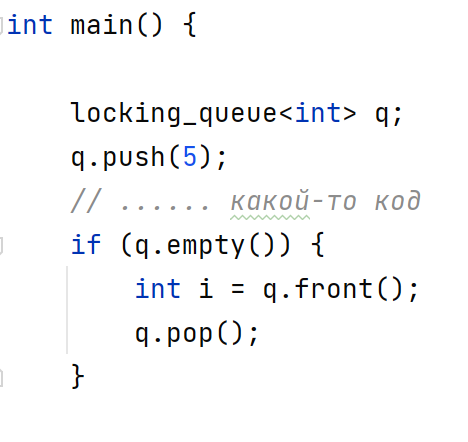 int main() {
locking_queue<int> q;
q.push(5);
// ...... какой-то код
if (q.empty()) {
int i = q.front();
q.pop();
}